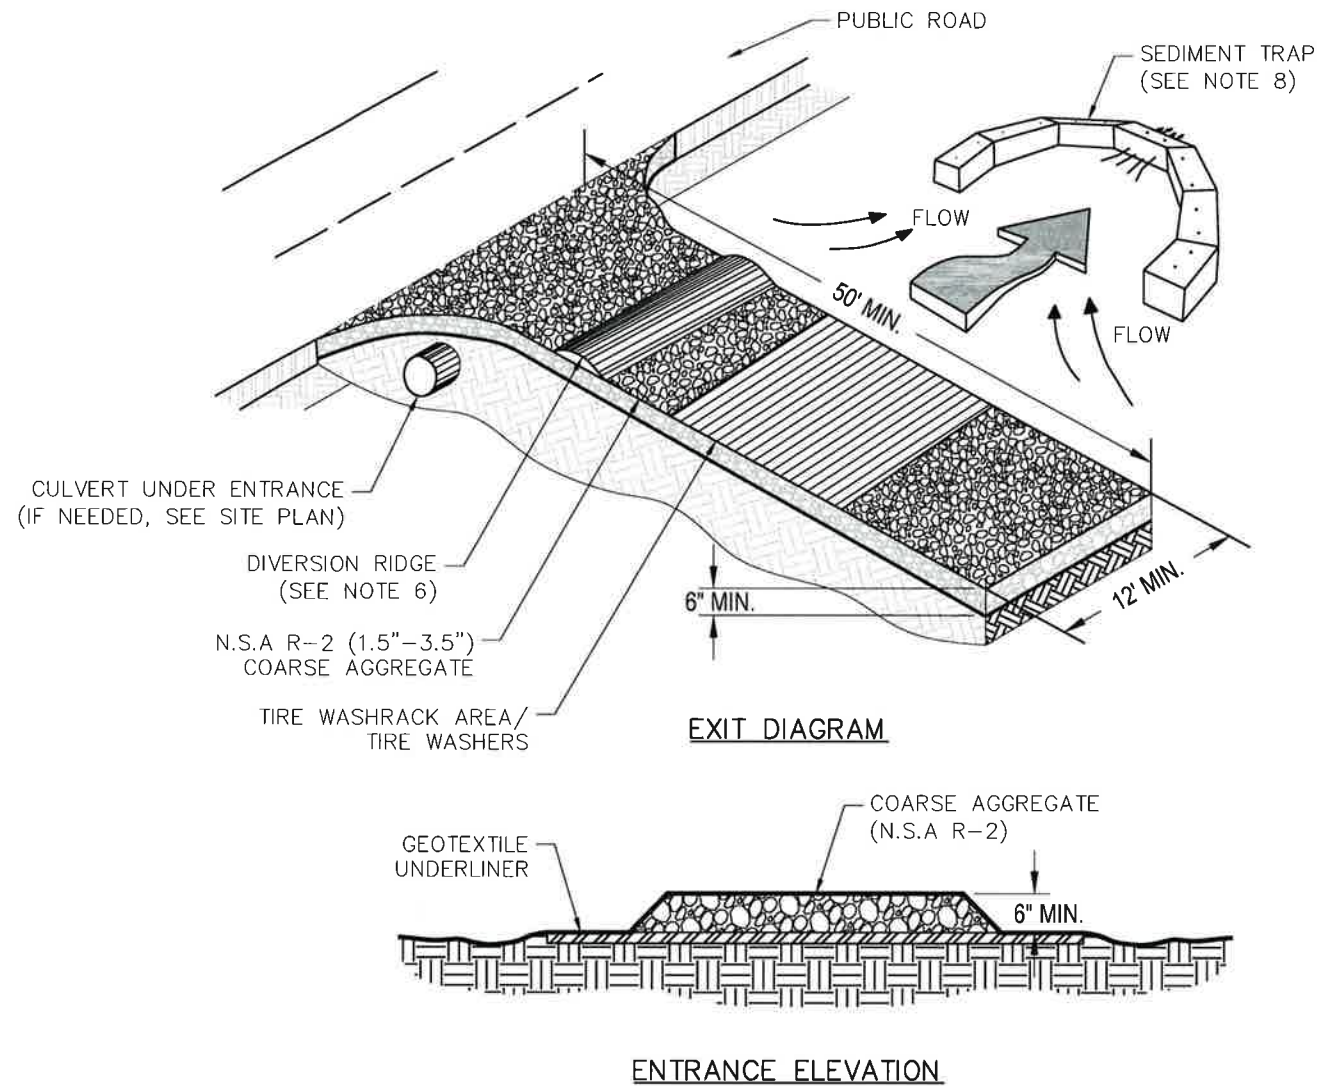 PUBLIC ROAD
SEDIMENT TRAP
(SEE NOTE 8)
FLOW
50' MIN.
FLOW
CULVERT UNDER ENTRANCE
(IF NEEDED, SEE SITE PLAN)
DIVERSION RIDGE
(SEE NOTE 6)
6" MIN.
12' MIN.
N.S.A R-2 (1.5"-3.5")
COARSE AGGREGATE
TIRE WASHRACK AREA/
TIRE WASHERS
EXIT DIAGRAM
COARSE AGGREGATE
(N.S.A R-2)
GEOTEXTILE
UNDERLINER
6" MIN.
ENTRANCE ELEVATION